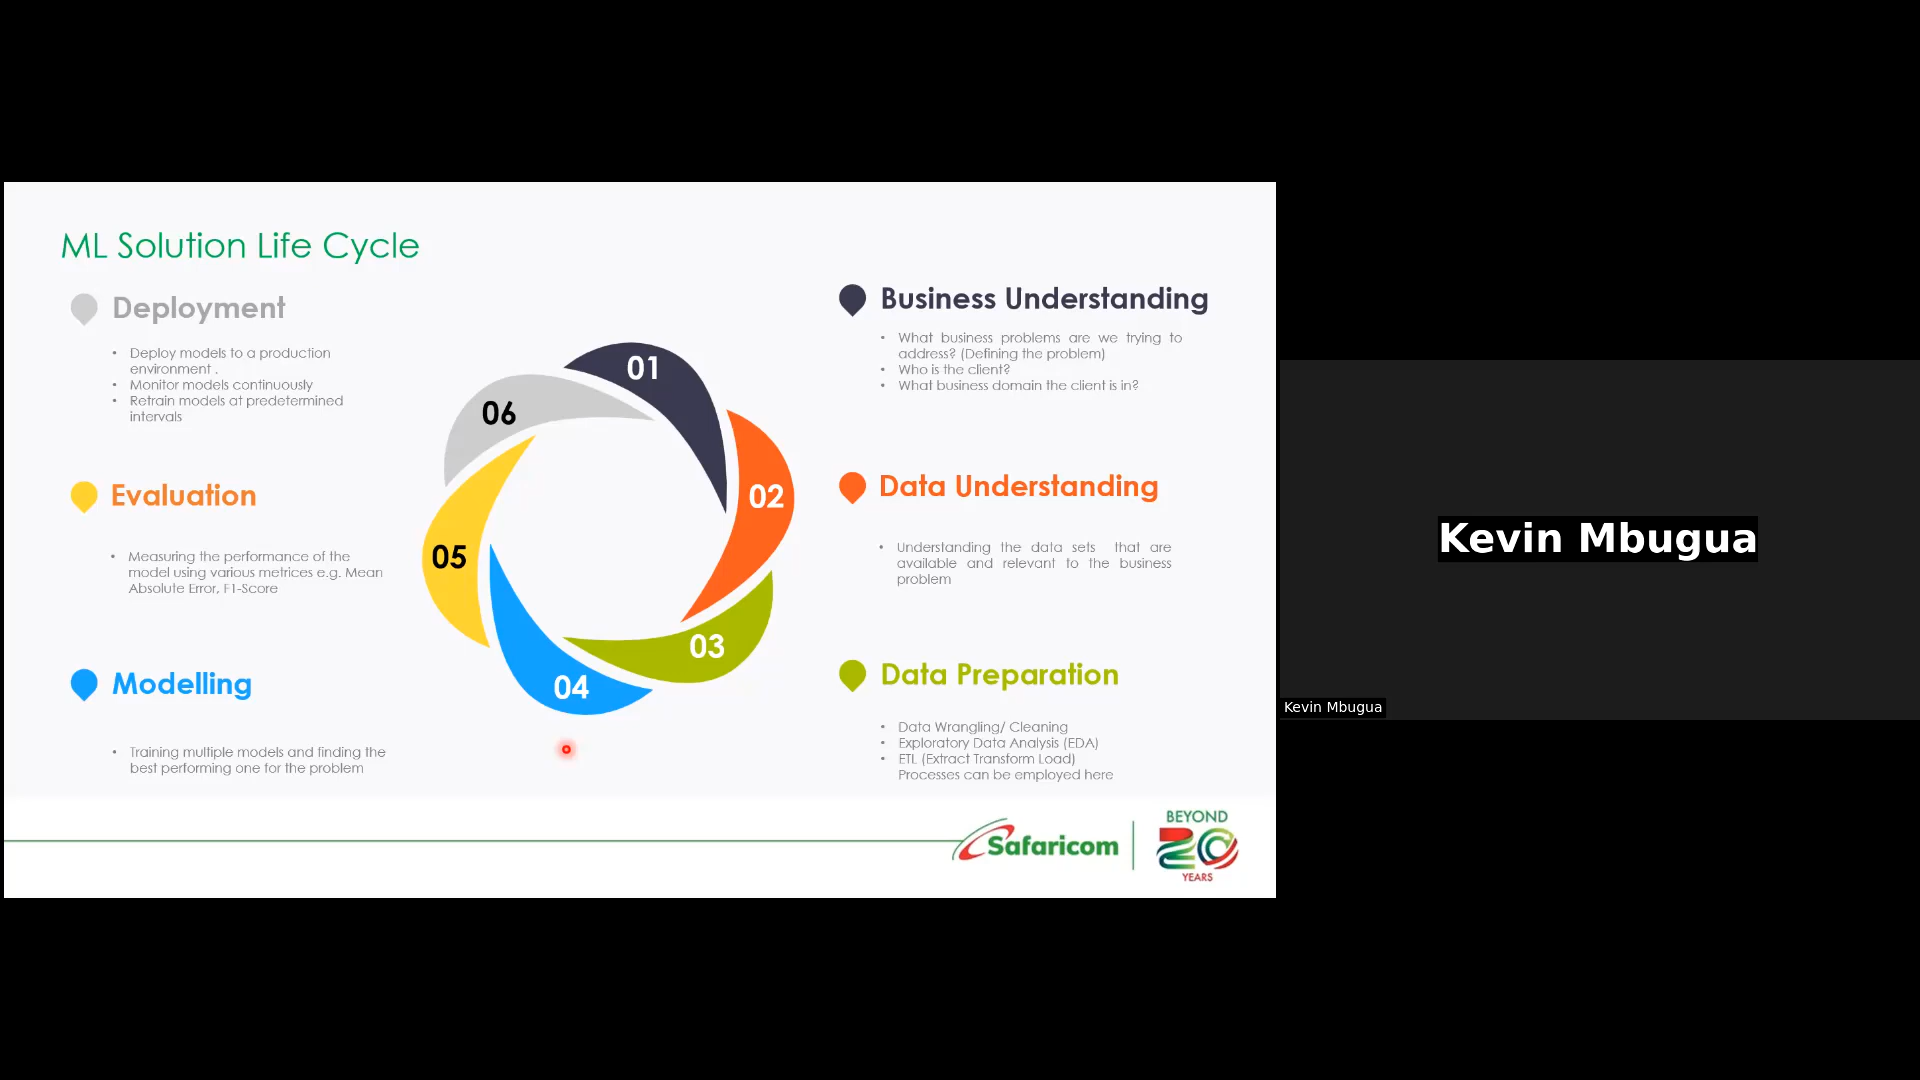 ML Solution Life Cycle
Deployment
• Deploy models to a production
environment .
• Monitor models continuously
• Retrain models at predetermined
intervals
Evaluation
• Measuring the performance of the
model using various metrices e.g. Mean
Absolute Error, F1-Score
Modelling
• Training multiple models and finding the
best performing one for the problem
01
02
03
04
05
06
Business Understanding
• What business problems are we trying to
address? (Defining the problem)
• Who is the client?
• What business domain the client is in?
Data Understanding
• Understanding the data sets that are
available and relevant to the business
problem
Data Preparation
• Data Wrangling/ Cleaning
• Exploratory Data Analysis (EDA)
• ETL (Extract Transform Load)
Processes can be employed here
Safaricom
BEYOND
20
YEARS
Kevin Mbugua
Kevin Mbugua